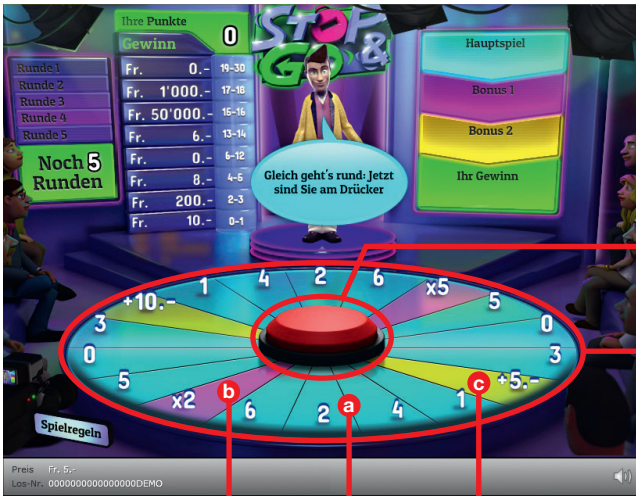 Ihre Punkte
0
Gewinn
Fr. 0.- 19-30
Fr. 1'000.- 17-18
Fr. 50'000.- 15-16
Fr. 6.- 13-14
Fr. 0.- 6-12
Fr. 8.- 4-5
Fr. 200.- 2-3
Fr. 10.- 0-1
Runde 1
Runde 2
Runde 3
Runde 4
Runde 5
Noch 5
Runden
STOP
& GO
Gleich geht's rund: Jetzt
sind Sie am Drücker
Hauptspiel
Bonus 1
Bonus 2
Ihr Gewinn
+10.-
1
4
2
6
x5
5
0
3
+5.-
1
4
2
6
x2
5
0
3
b
a
c
Spielregeln
Preis Fr. 5.-
Los-Nr. 0000000000000000DEMO